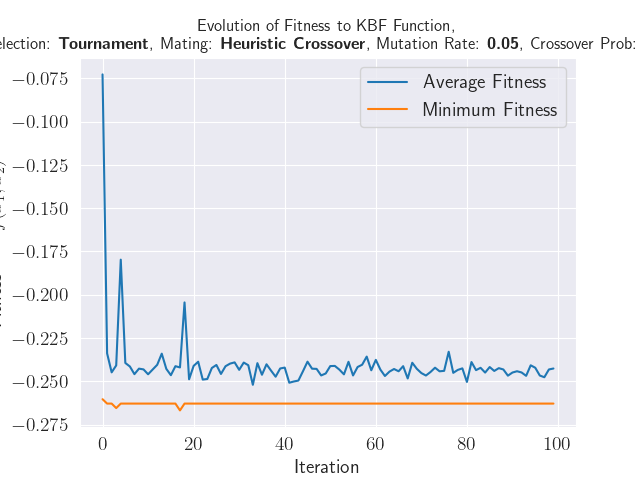 Evolution of Fitness to KBF Function,
Tournament, Mating: Heuristic Crossover, Mutation Rate: 0.05, Crossover Prob:
Average Fitness
Minimum Fitness
−0.075
−0.100
−0.125
−0.150
−0.175
−0.200
−0.225
−0.250
−0.275
0 20 40 60 80 100
Iteration